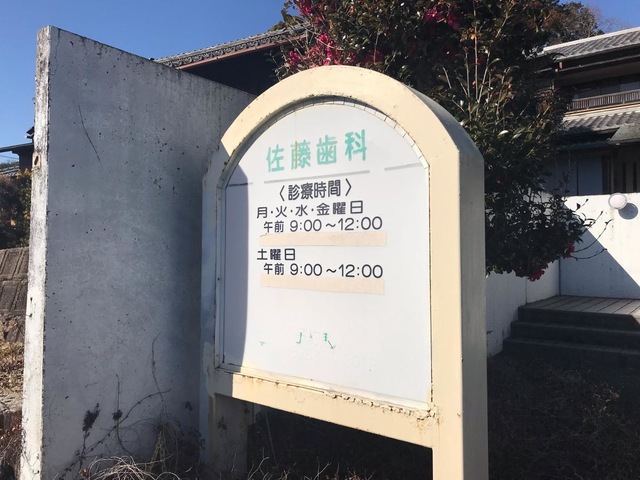 佐藤歯科
〈診療時間〉
月・火・水・金曜日
午前 9:00～12:00
土曜日
午前 9:00～12:00